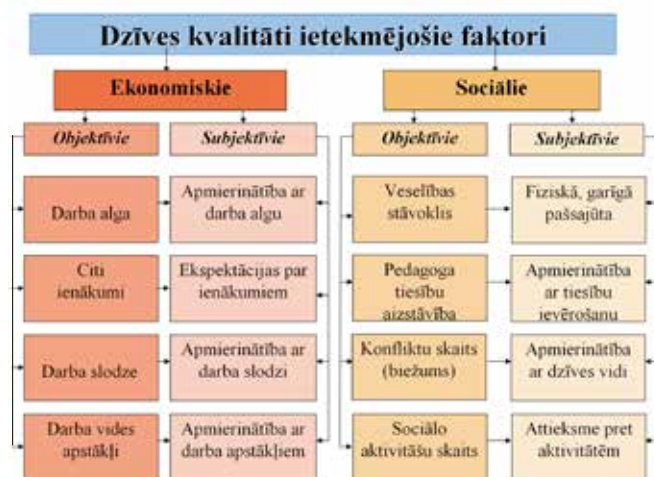 Dzīves kvalitāti ietekmējošie faktori
Ekonomiskie
Sociālie
Objektīvie
Subjektīvie
Objektīvie
Subjektīvie
Darba alga
Apmierinātība ar
darba algu
Veselības
stāvoklis
Fiziskā, garīgā
pašsajūta
Citi
ienākumi
Ekspektācijas par
ienākumiem
Pedagoga
tiesību
aizstāvība
Apmierinātība
ar tiesību
ievērošanu
Darba slodze
Apmierinātība ar
darba slodzi
Konfliktu skaits
(biežums)
Apmierinātība
ar dzīves vidi
Darba vides
apstākļi
Apmierinātība ar
darba apstākļiem
Sociālo
aktivitāšu skaits
Attieksme pret
aktivitātēm